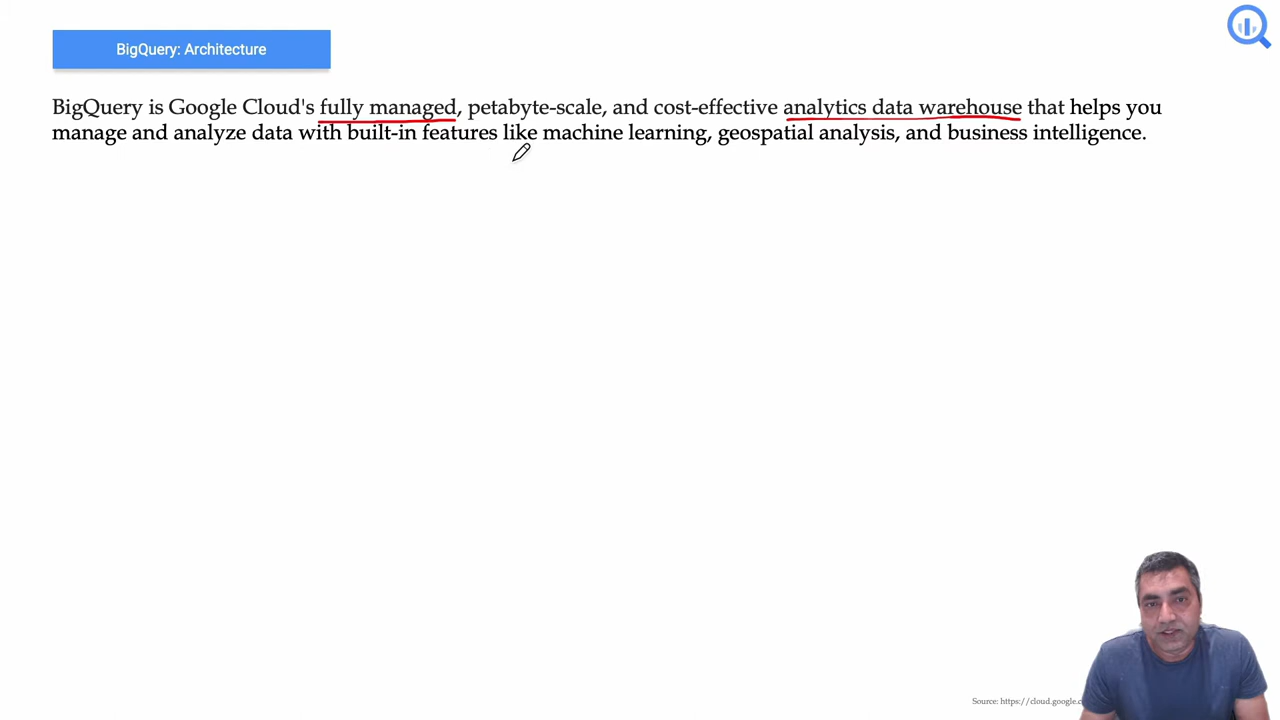 BigQuery: Architecture
BigQuery is Google Cloud's fully managed, petabyte-scale, and cost-effective analytics data warehouse that helps you
manage and analyze data with built-in features like machine learning, geospatial analysis, and business intelligence.
Source: https://cloud.google.c